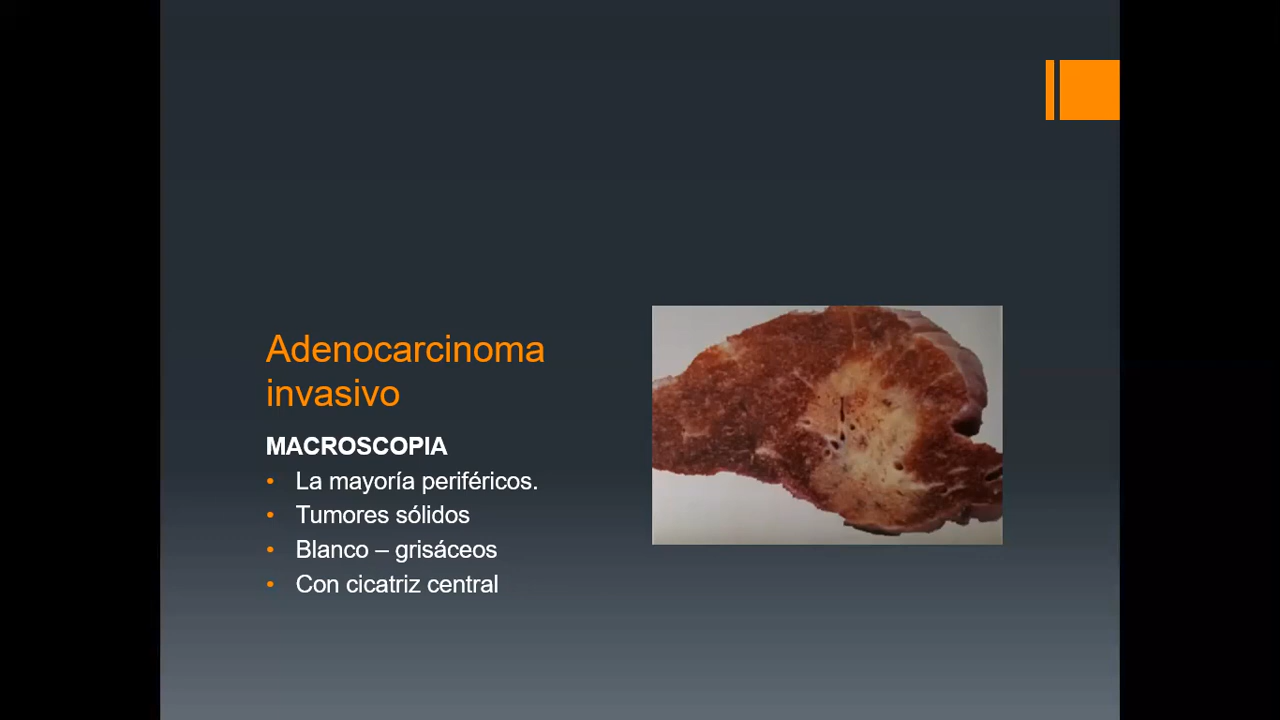 Adenocarcinoma
invasivo
MACROSCOPIA
• La mayoría periféricos.
• Tumores sólidos
• Blanco – grisáceos
• Con cicatriz central